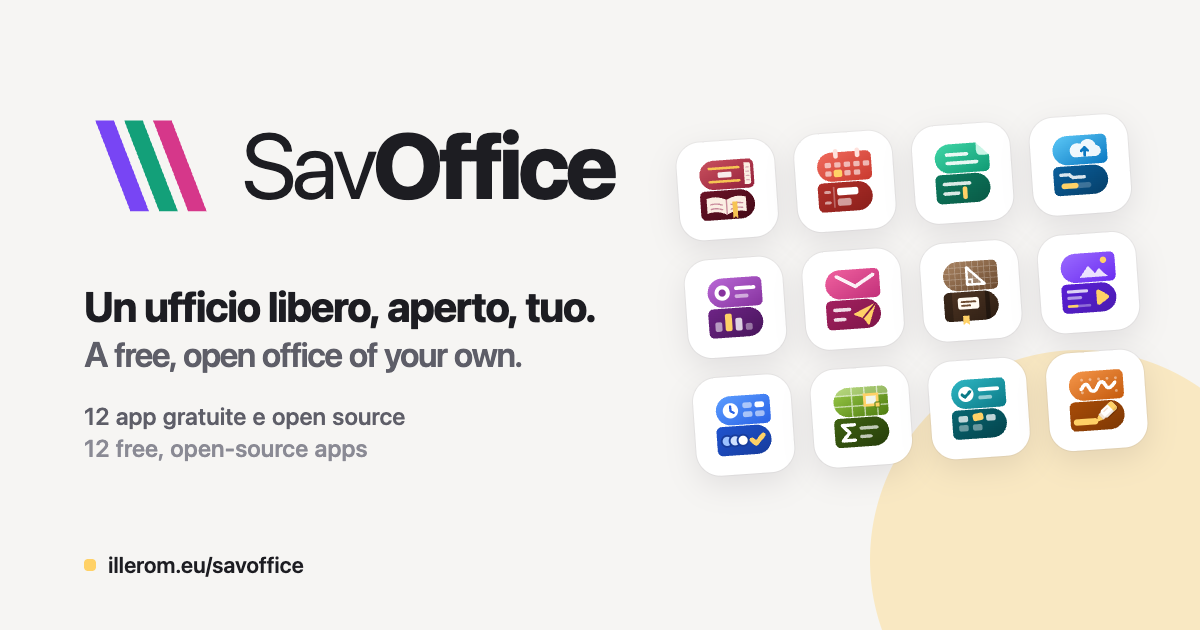 SavOffice
Un ufficio libero, aperto, tuo.
A free, open office of your own.
12 app gratuite e open source
12 free, open-source apps
illerom.eu/savoffice
Σ